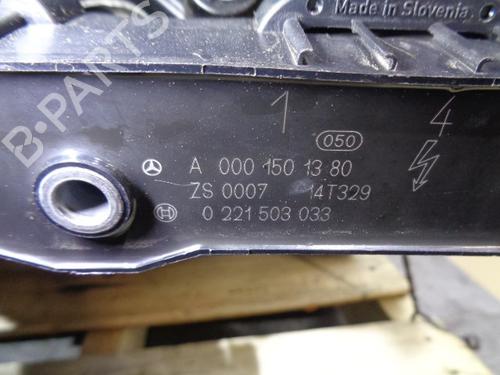 Made in Slovenia
1 4
050
A 000 150 13 80
ZS 0007 14T329
0 221 503 033
B-PARTS